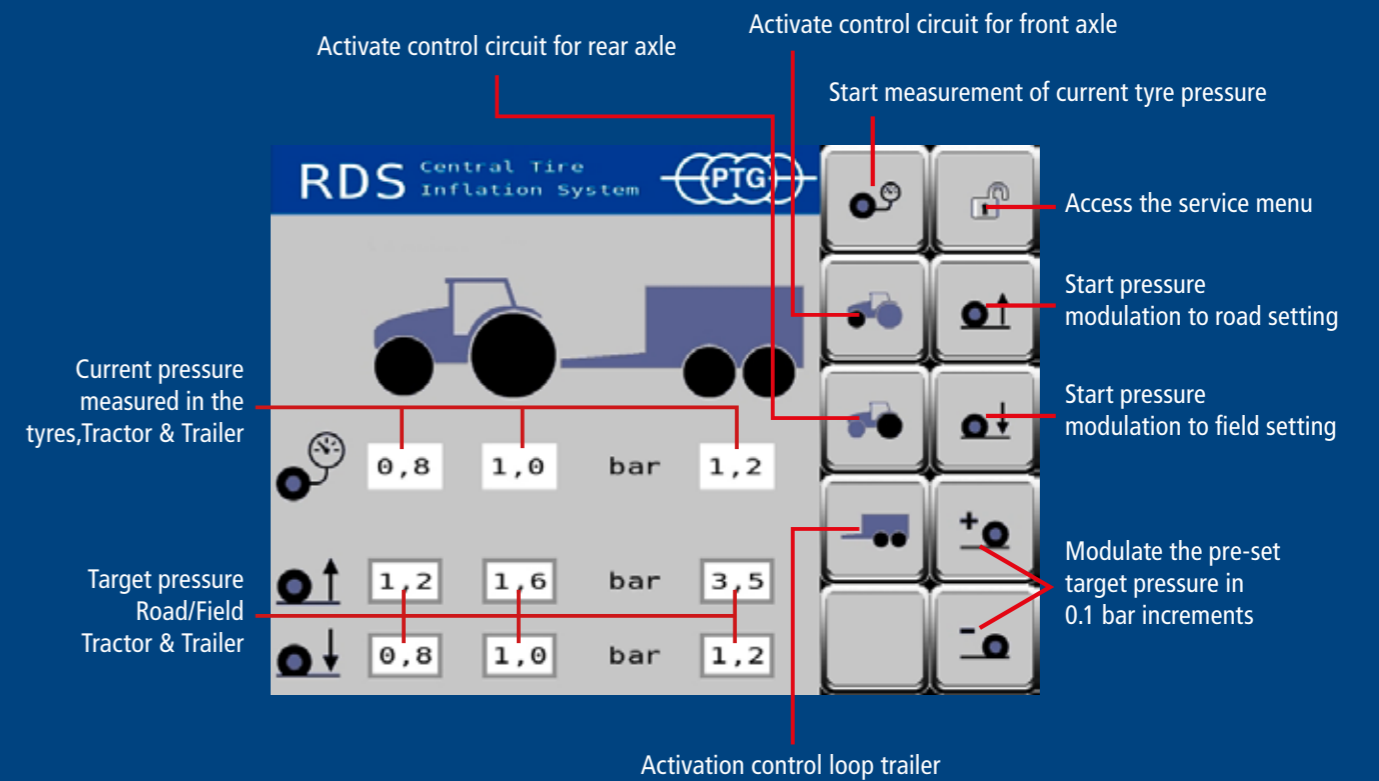 Activate control circuit for front axle
Activate control circuit for rear axle
Start measurement of current tyre pressure
RDS Central Tire
Inflation System
PTG
Access the service menu
Start pressure
modulation to road setting
Start pressure
modulation to field setting
Current pressure
measured in the
tyres,Tractor & Trailer
0,8 1,0 bar 1,2
Target pressure
Road/Field
Tractor & Trailer
1,2 1,6 bar 3,5
0,8 1,0 bar 1,2
+
-
Modulate the pre-set
target pressure in
0.1 bar increments
Activation control loop trailer